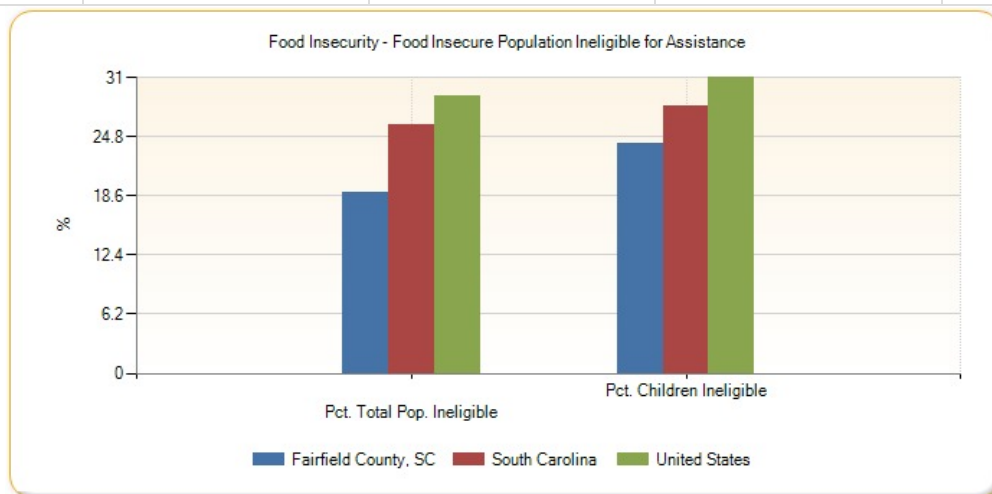 Food Insecurity - Food Insecure Population Ineligible for Assistance
31
24.8
18.6
%
12.4
6.2
0
Pct. Total Pop. Ineligible
Pct. Children Ineligible
Fairfield County, SC South Carolina United States